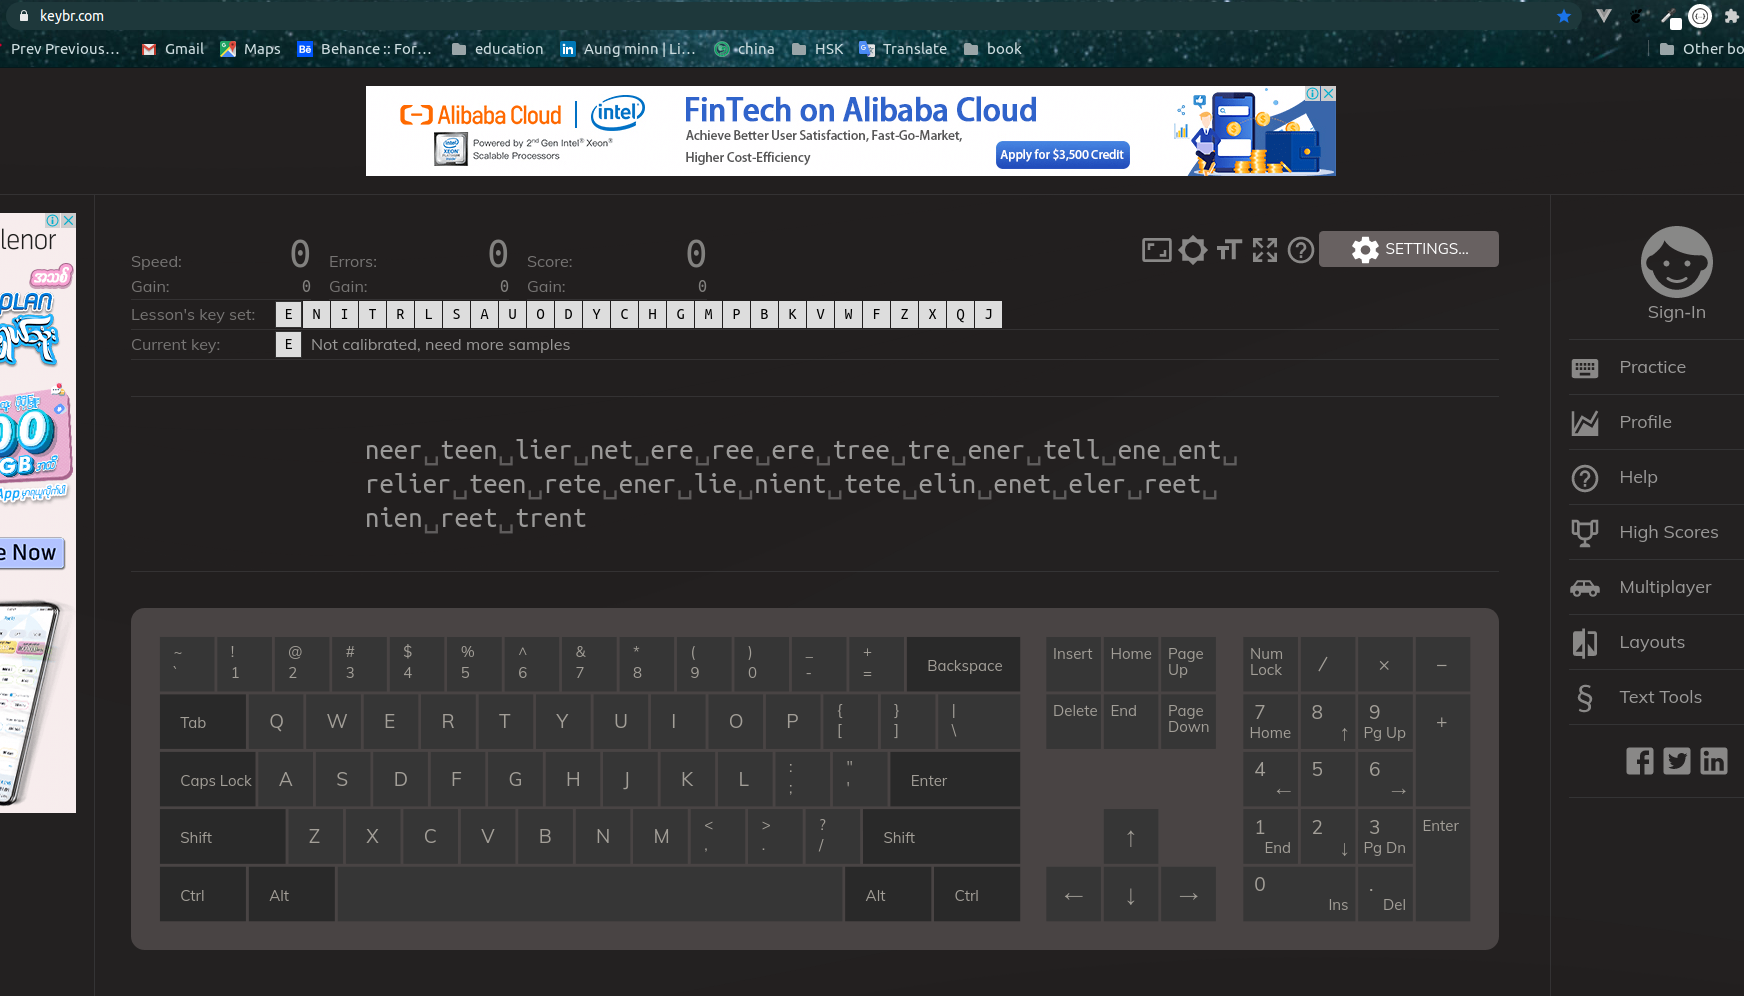 keybr.com
Prev Previous... Gmail Maps Bē Behance :: For... education in Aung minn | Li... china HSK Translate book Other bo
Alibaba Cloud | intel
Powered by 2nd Gen Intel® Xeon®
Scalable Processors
FinTech on Alibaba Cloud
Achieve Better User Satisfaction, Fast-Go-Market,
Higher Cost-Efficiency
Apply for $3,500 Credit
lenor
အသစ်
PLAN
GB
App
e Now
Speed: 0 Errors: 0 Score: 0
Gain: 0 Gain: 0 Gain: 0
SETTINGS...
Lesson's key set: E N I T R L S A U O D Y C H G M P B K V W F Z X Q J
Current key: E Not calibrated, need more samples
neer␣teen␣lier␣net␣ere␣ree␣ere␣tree␣tre␣ener␣tell␣ene␣ent␣
relier␣teen␣rete␣ener␣lie␣nient␣tete␣elin␣enet␣eler␣reet␣
nien␣reet␣trent
~ ! @ # $ % ^ & * ( ) _ +
` 1 2 3 4 5 6 7 8 9 0 - = Backspace
Tab Q W E R T Y U I O P { [ } ] | \
Caps Lock A S D F G H J K L : ; " ' Enter
Shift Z X C V B N M < , > . ? / Shift
Ctrl Alt Alt Ctrl
Insert Home Page Up
Delete End Page Down
↑
← ↓ →
Num Lock / × −
7 Home 8 ↑ 9 Pg Up +
4 ← 5 6 →
1 End 2 ↓ 3 Pg Dn Enter
0 Ins . Del
Sign-In
Practice
Profile
Help
High Scores
Multiplayer
Layouts
§ Text Tools